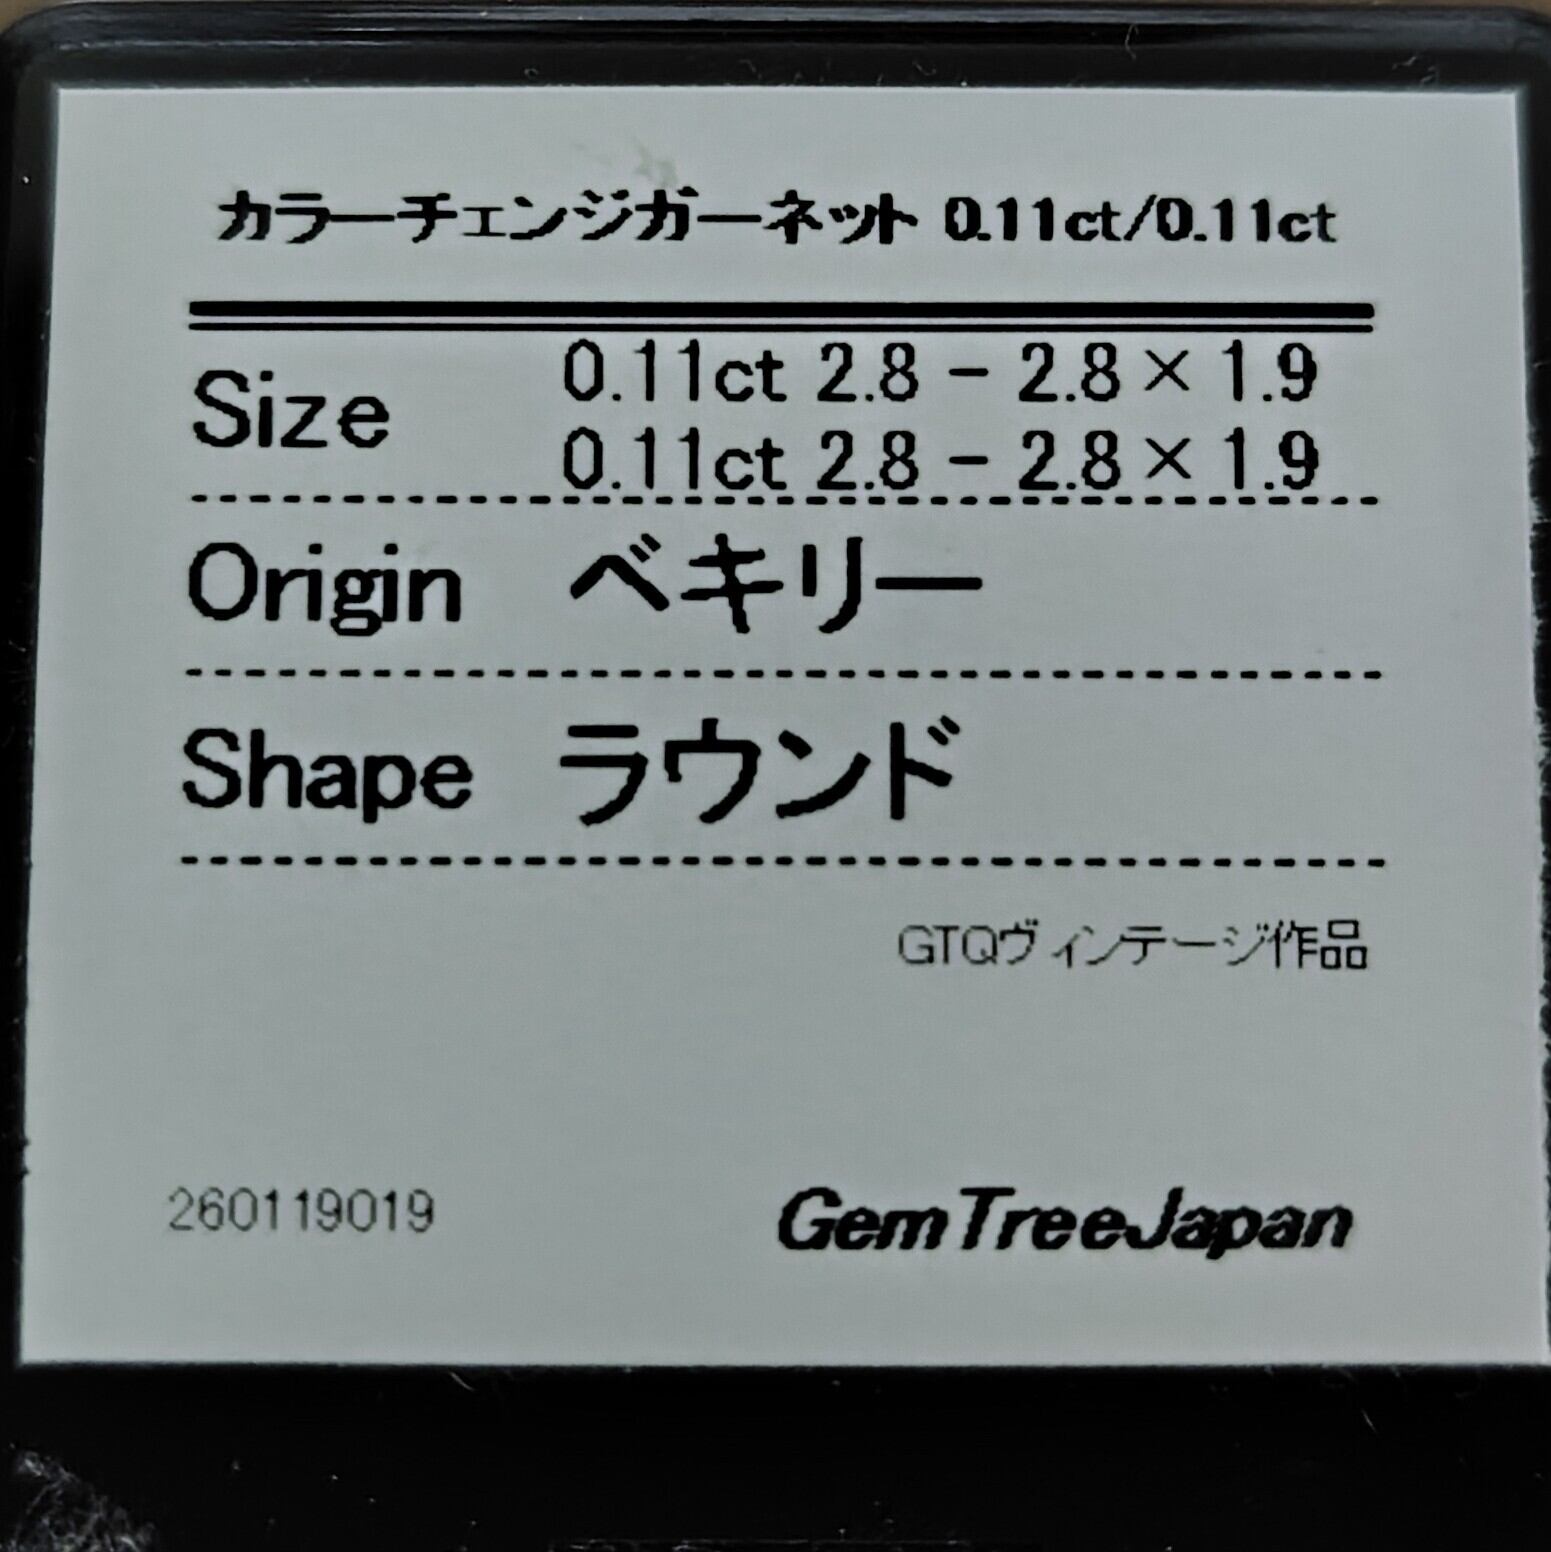 カラーチェンジガーネット 0.11ct/0.11ct
Size 0.11ct 2.8 - 2.8 × 1.9
0.11ct 2.8 - 2.8 × 1.9
Origin ベキリー
Shape ラウンド
GTQヴィンテージ作品
260119019 GemTreeJapan